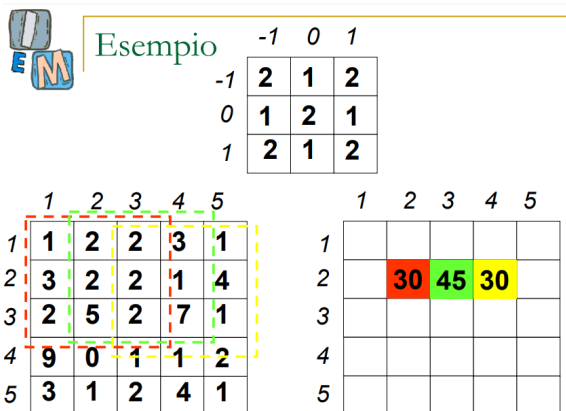 I
E M
Esempio
-1 0 1
-1 2 1 2
0 1 2 1
1 2 1 2
1 2 3 4 5
1 1 2 2 3 1
2 3 2 2 1 4
3 2 5 2 7 1
4 9 0 1 1 2
5 3 1 2 4 1
1 2 3 4 5
1
2 30 45 30
3
4
5